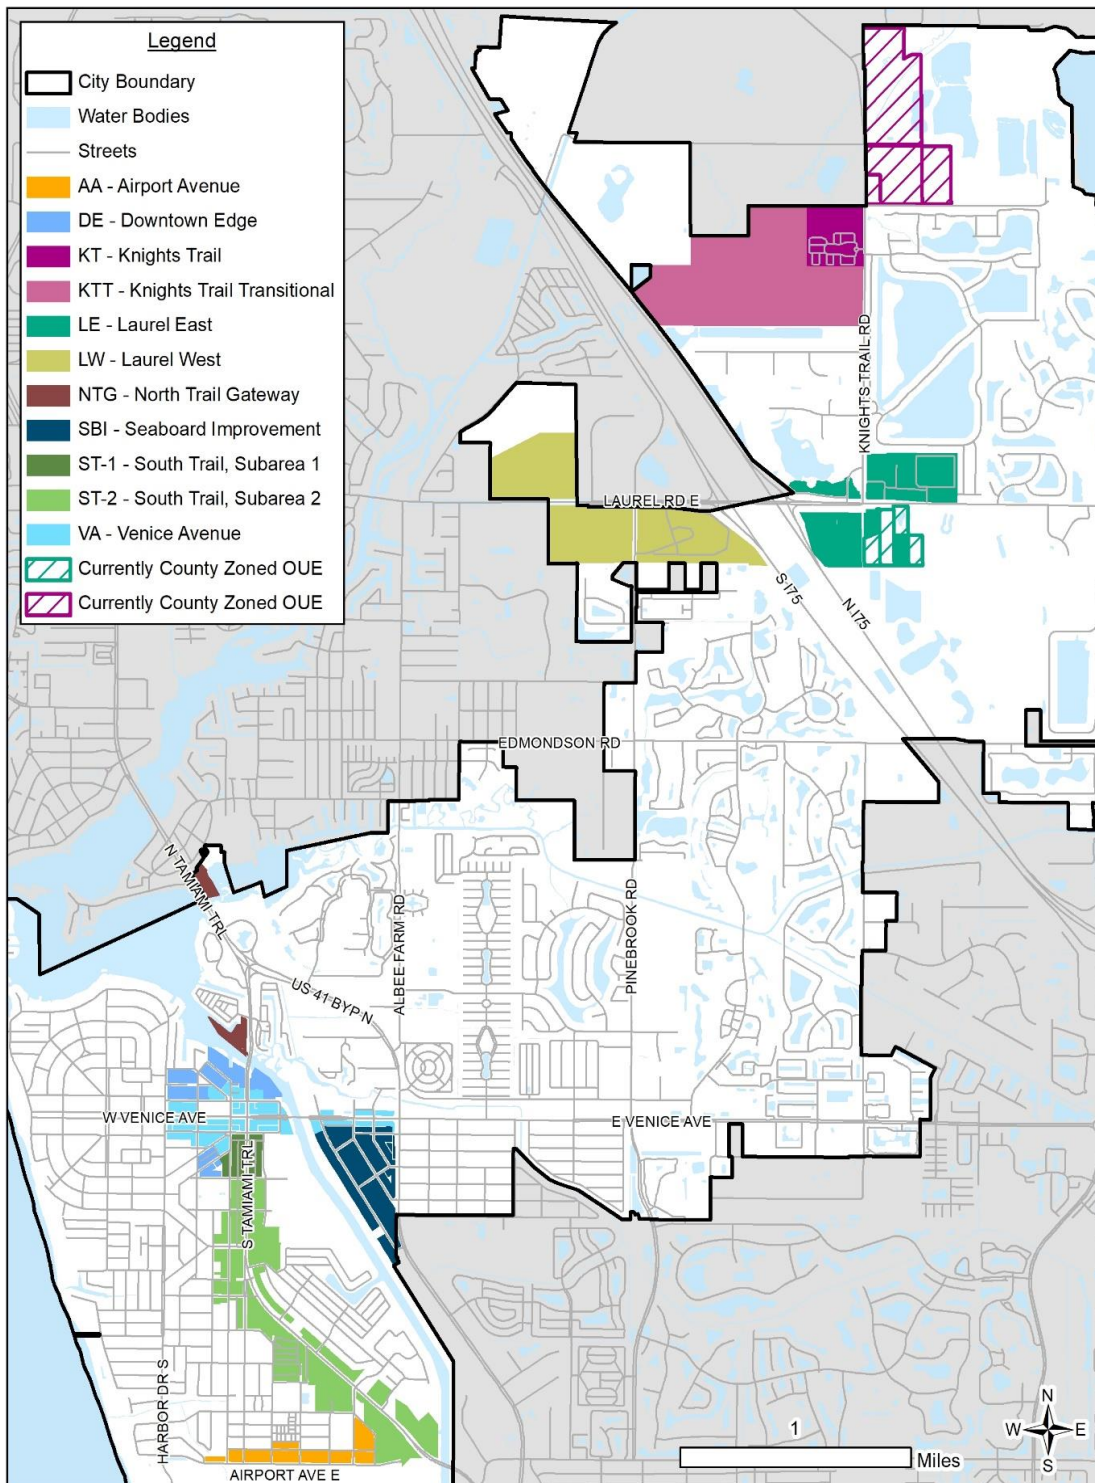 Legend
City Boundary
Water Bodies
Streets
AA - Airport Avenue
DE - Downtown Edge
KT - Knights Trail
KTT - Knights Trail Transitional
LE - Laurel East
LW - Laurel West
NTG - North Trail Gateway
SBI - Seaboard Improvement
ST-1 - South Trail, Subarea 1
ST-2 - South Trail, Subarea 2
VA - Venice Avenue
Currently County Zoned OUE
Currently County Zoned OUE
KNIGHTS TRAIL RD
LAUREL RD E
S I75
N I75
EDMONDSON RD
N TAMIAMI TRL
ALBEE FARM RD
PINEBROOK RD
US 41 BYP N
W VENICE AVE
E VENICE AVE
S TAMIAMI TRL
HARBOR DR S
AIRPORT AVE E
1
Miles
N
W
E
S